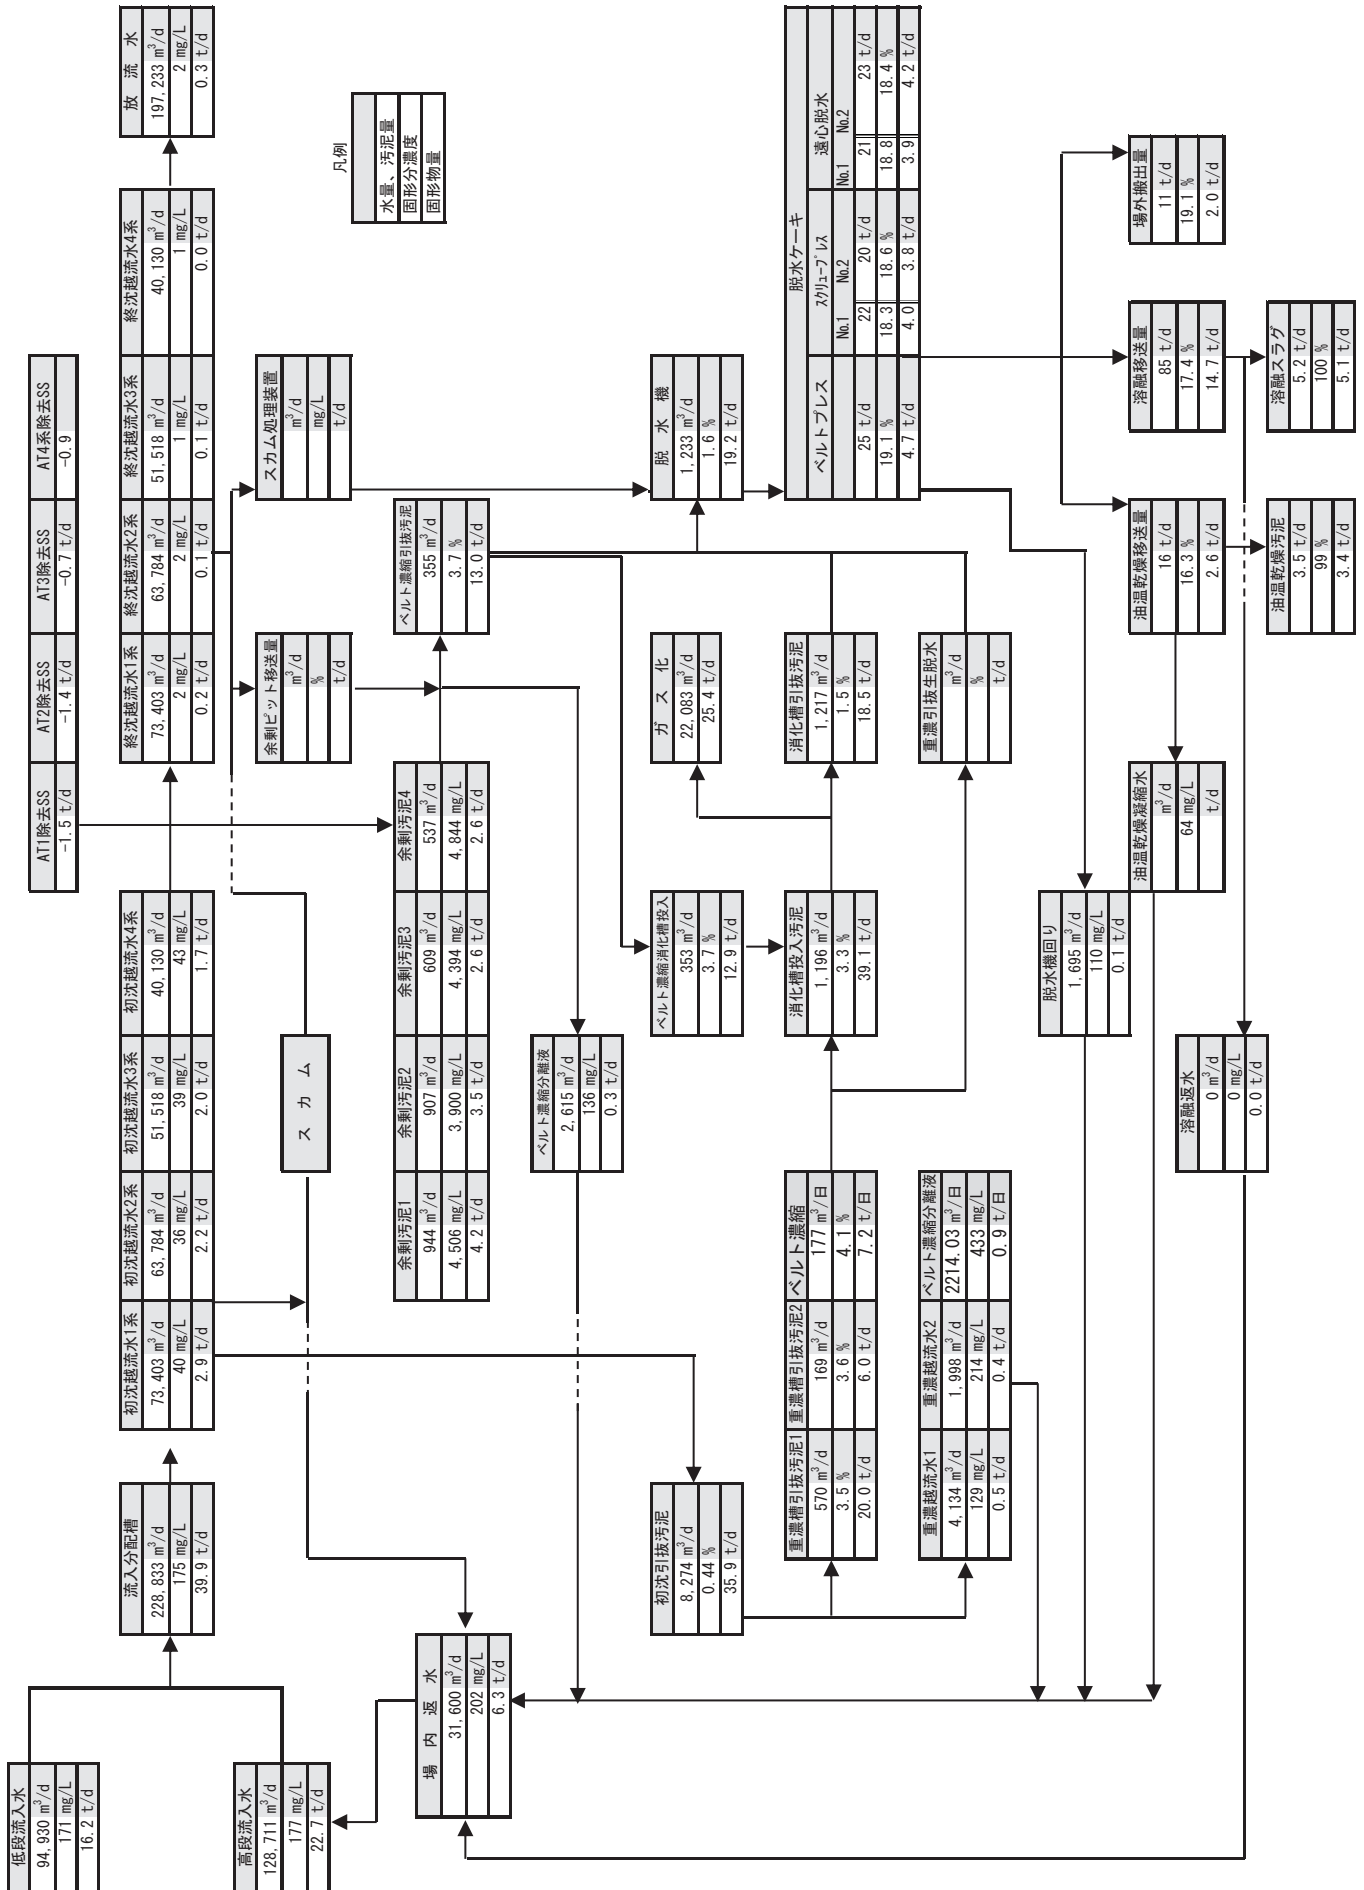 低段流入水
94,930 m³/d
171 mg/L
16.2 t/d
高段流入水
128,711 m³/d
177 mg/L
22.7 t/d
流入分配槽
228,833 m³/d
175 mg/L
39.9 t/d
場内返水
31,600 m³/d
202 mg/L
6.3 t/d
初沈越流水1系 初沈越流水2系 初沈越流水3系 初沈越流水4系
73,403 m³/d 63,784 m³/d 51,518 m³/d 40,130 m³/d
40 mg/L 36 mg/L 39 mg/L 43 mg/L
2.9 t/d 2.2 t/d 2.0 t/d 1.7 t/d
AT1除去SS AT2除去SS AT3除去SS AT4系除去SS
-1.5 t/d -1.4 t/d -0.7 t/d -0.9
終沈越流水1系 終沈越流水2系 終沈越流水3系 終沈越流水4系
73,403 m³/d 63,784 m³/d 51,518 m³/d 40,130 m³/d
2 mg/L 2 mg/L 1 mg/L 1 mg/L
0.2 t/d 0.1 t/d 0.1 t/d 0.0 t/d
放流水
197,233 m³/d
2 mg/L
0.3 t/d
凡例
水量、汚泥量
固形分濃度
固形物量
スカム
余剰ピット移送量
m³/d
%
t/d
スカム処理装置
m³/d
mg/L
t/d
余剰汚泥1 余剰汚泥2 余剰汚泥3 余剰汚泥4
944 m³/d 907 m³/d 609 m³/d 537 m³/d
4,506 mg/L 3,900 mg/L 4,394 mg/L 4,844 mg/L
4.2 t/d 3.5 t/d 2.6 t/d 2.6 t/d
ベルト濃縮引抜汚泥
355 m³/d
3.7 %
13.0 t/d
ベルト濃縮分離液
2,615 m³/d
136 mg/L
0.3 t/d
初沈引抜汚泥
8,274 m³/d
0.44 %
35.9 t/d
ベルト濃縮消化槽投入
353 m³/d
3.7 %
12.9 t/d
ガス化
22,083 m³/d
25.4 t/d
脱水機
1,233 m³/d
1.6 %
19.2 t/d
重濃槽引抜汚泥1 重濃槽引抜汚泥2 ベルト濃縮
570 m³/d 169 m³/d 177 m³/日
3.5 % 3.6 % 4.1 %
20.0 t/d 6.0 t/d 7.2 t/日
消化槽投入汚泥
1,196 m³/d
3.3 %
39.1 t/d
消化槽引抜汚泥
1,217 m³/d
1.5 %
18.5 t/d
脱水ケーキ
ベルトプレス スクリュープレス 遠心脱水
No.1 No.2 No.1 No.2
25 t/d 22 20 t/d 21 23 t/d
19.1 % 18.3 18.6 % 18.8 18.4 %
4.7 t/d 4.0 3.8 t/d 3.9 4.2 t/d
重濃越流水1 重濃越流水2 ベルト濃縮分離液
4,134 m³/d 1,998 m³/d 2214.03 m³/日
129 mg/L 214 mg/L 433 mg/L
0.5 t/d 0.4 t/d 0.9 t/日
重濃引抜生脱水
m³/d
%
t/d
脱水機回り
1,695 m³/d
110 mg/L
0.1 t/d
油温乾燥凝縮水
m³/d
64 mg/L
t/d
油温乾燥移送量
16 t/d
16.3 %
2.6 t/d
溶融移送量
85 t/d
17.4 %
14.7 t/d
場外搬出量
11 t/d
19.1 %
2.0 t/d
溶融返水
0 m³/d
0 mg/L
0.0 t/d
油温乾燥汚泥
3.5 t/d
99 %
3.4 t/d
溶融スラグ
5.2 t/d
100 %
5.1 t/d